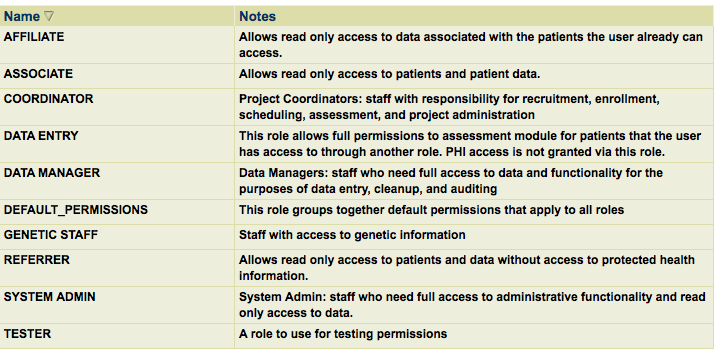 Name ▽ Notes
AFFILIATE Allows read only access to data associated with the patients the user already can
access.
ASSOCIATE Allows read only access to patients and patient data.
COORDINATOR Project Coordinators: staff with responsibility for recruitment, enrollment,
scheduling, assessment, and project administration
DATA ENTRY This role allows full permissions to assessment module for patients that the user
has access to through another role. PHI access is not granted via this role.
DATA MANAGER Data Managers: staff who need full access to data and functionality for the
purposes of data entry, cleanup, and auditing
DEFAULT_PERMISSIONS This role groups together default permissions that apply to all roles
GENETIC STAFF Staff with access to genetic information
REFERRER Allows read only access to patients and data without access to protected health
information.
SYSTEM ADMIN System Admin: staff who need full access to administrative functionality and read
only access to data.
TESTER A role to use for testing permissions